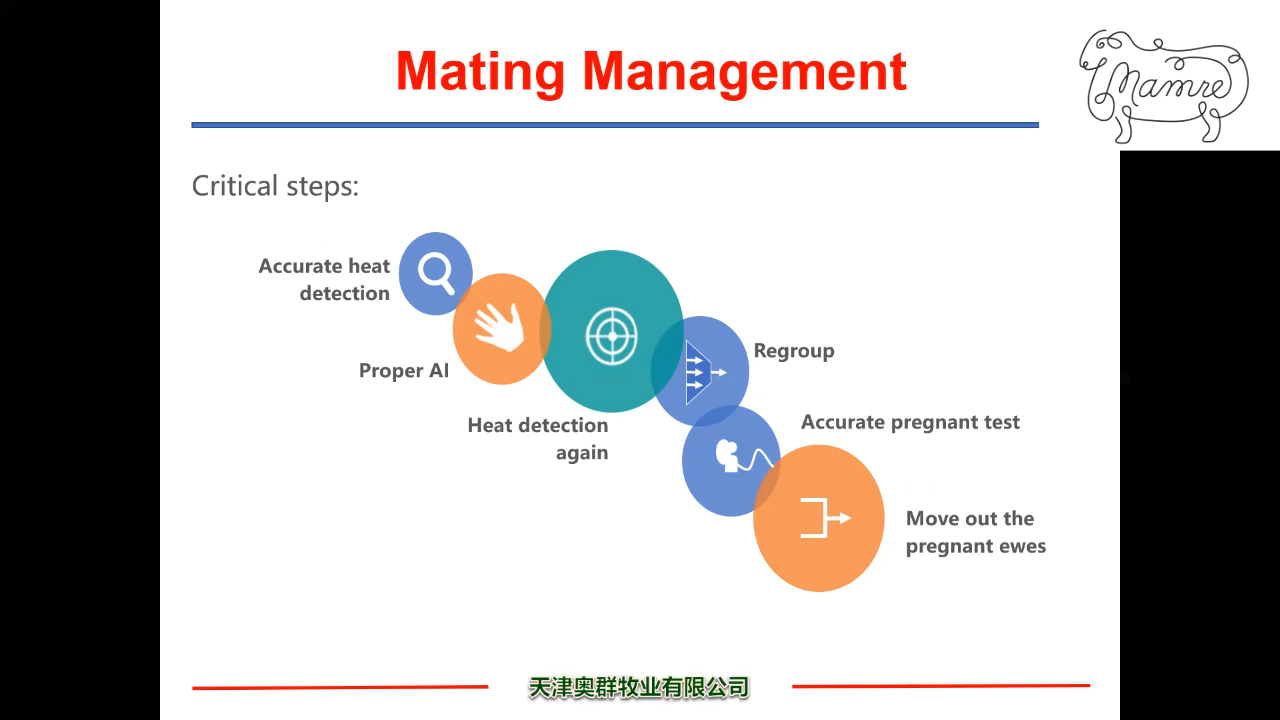 Mating Management
Mamre
Critical steps:
Accurate heat
detection
Proper AI
Heat detection
again
Regroup
Accurate pregnant test
Move out the
pregnant ewes
天津奥群牧业有限公司